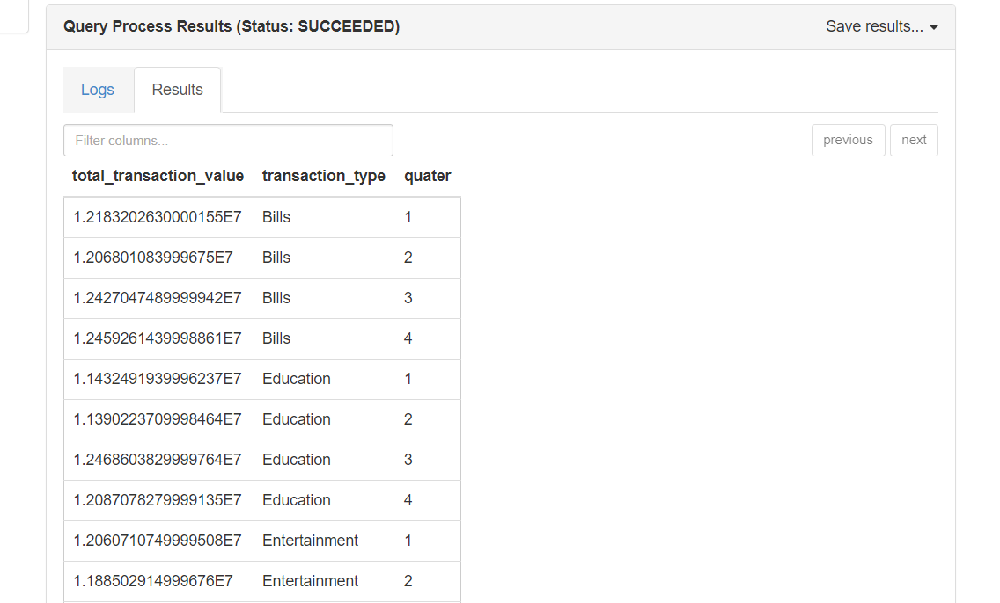 Query Process Results (Status: SUCCEEDED)
Save results...
Logs
Results
Filter columns...
previous
next
total_transaction_value transaction_type quater
1.2183202630000155E7 Bills 1
1.206801083999675E7 Bills 2
1.2427047489999942E7 Bills 3
1.2459261439998861E7 Bills 4
1.1432491939996237E7 Education 1
1.1390223709998464E7 Education 2
1.2468603829999764E7 Education 3
1.2087078279999135E7 Education 4
1.2060710749999508E7 Entertainment 1
1.188502914999676E7 Entertainment 2